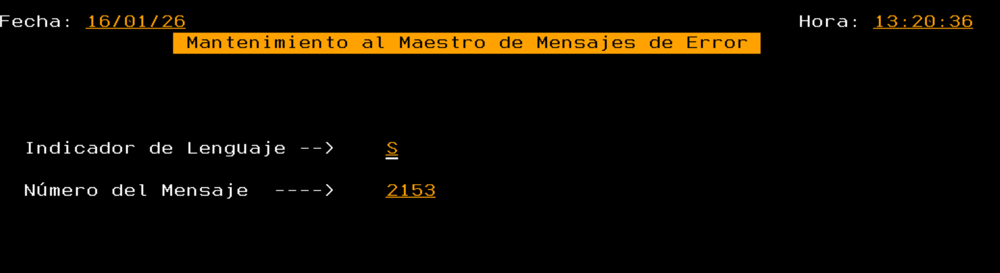 Fecha: 16/01/26 Hora: 13:20:36
Mantenimiento al Maestro de Mensajes de Error
Indicador de Lenguaje --> S
Número del Mensaje ----> 2153